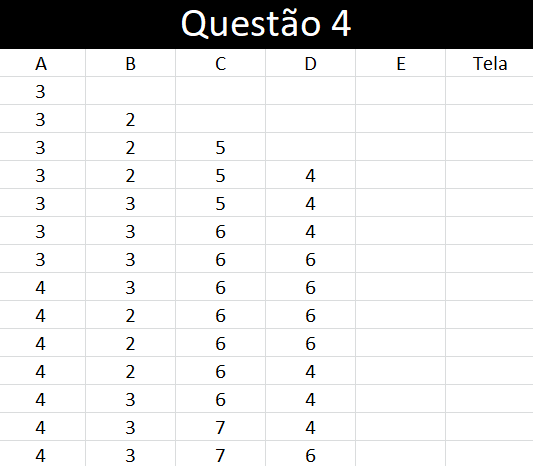 Questão 4
A B C D E Tela
3
3 2
3 2 5
3 2 5 4
3 3 5 4
3 3 6 4
3 3 6 6
4 3 6 6
4 2 6 6
4 2 6 6
4 2 6 4
4 3 6 4
4 3 7 4
4 3 7 6